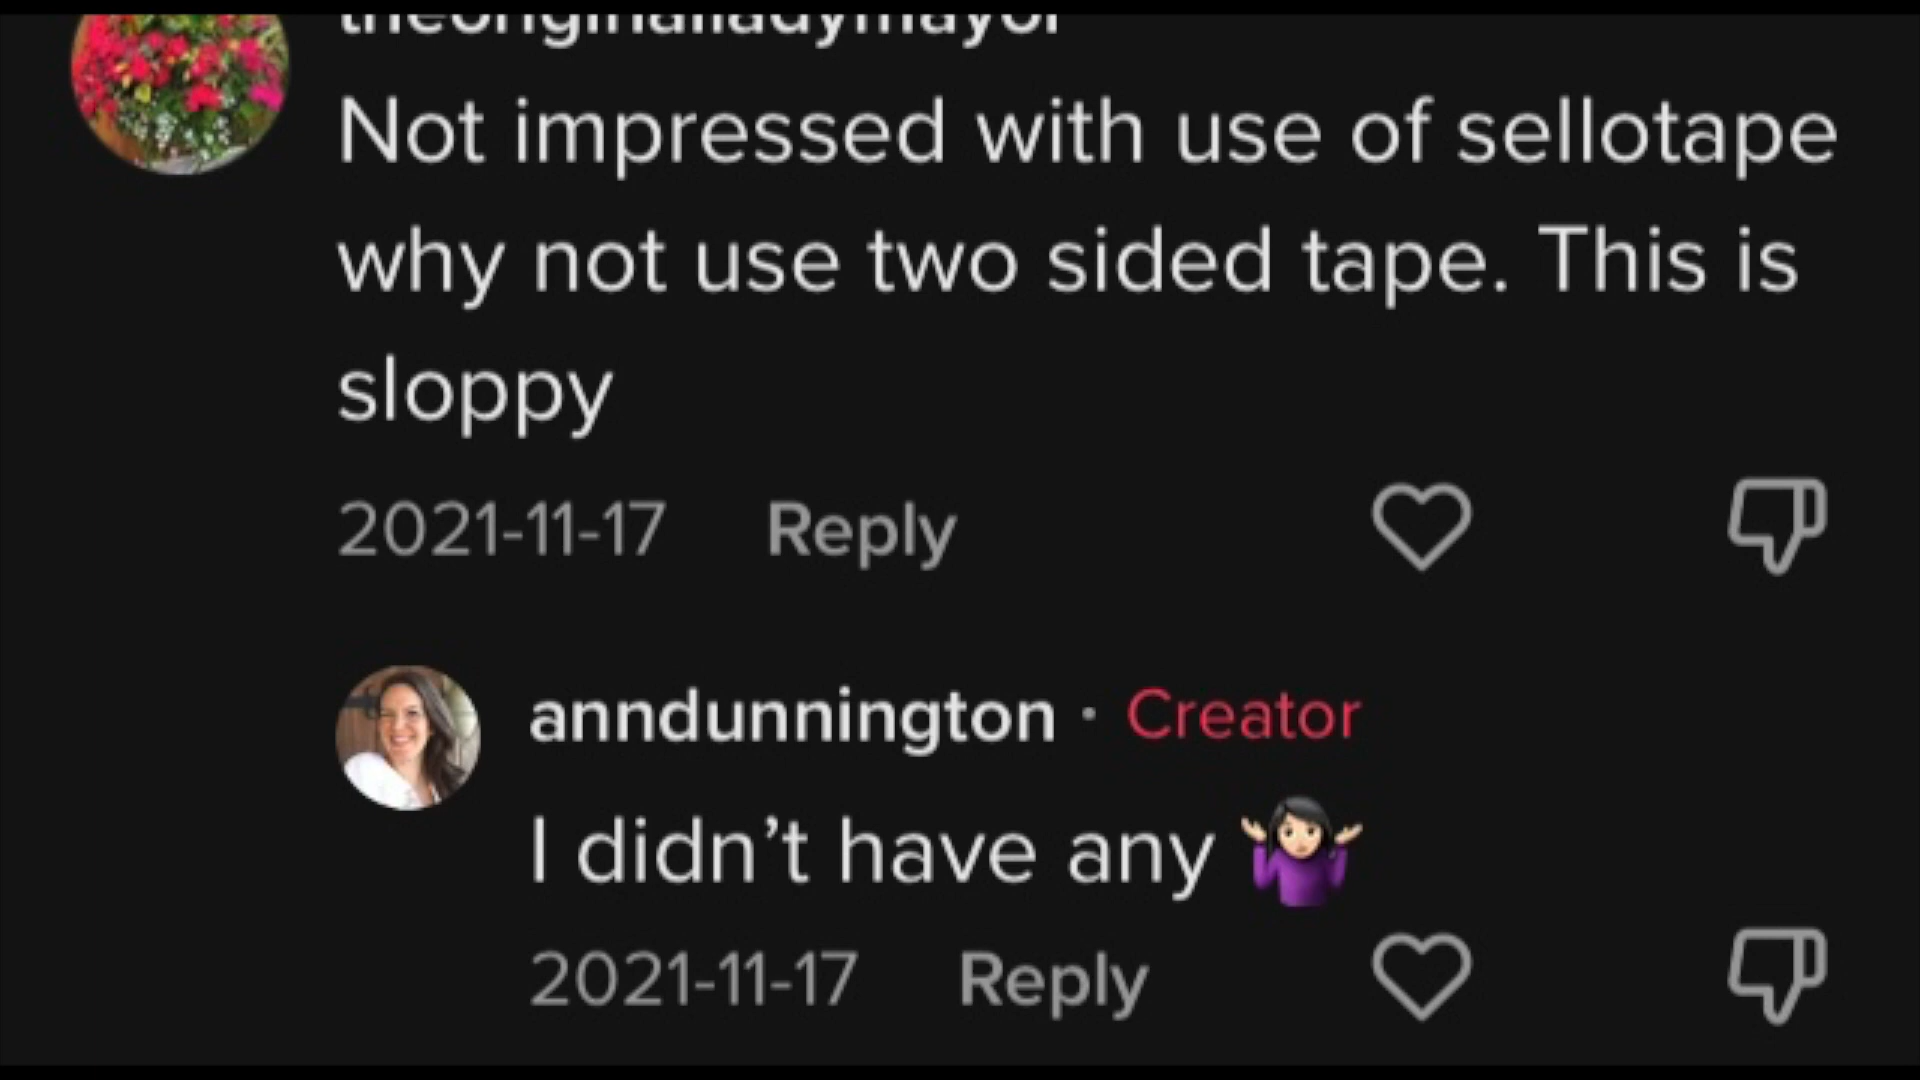 theoriginalladymayor
Not impressed with use of sellotape
why not use two sided tape. This is
sloppy
2021-11-17 Reply
anndunnington · Creator
I didn’t have any 🤷🏻‍♀️
2021-11-17 Reply